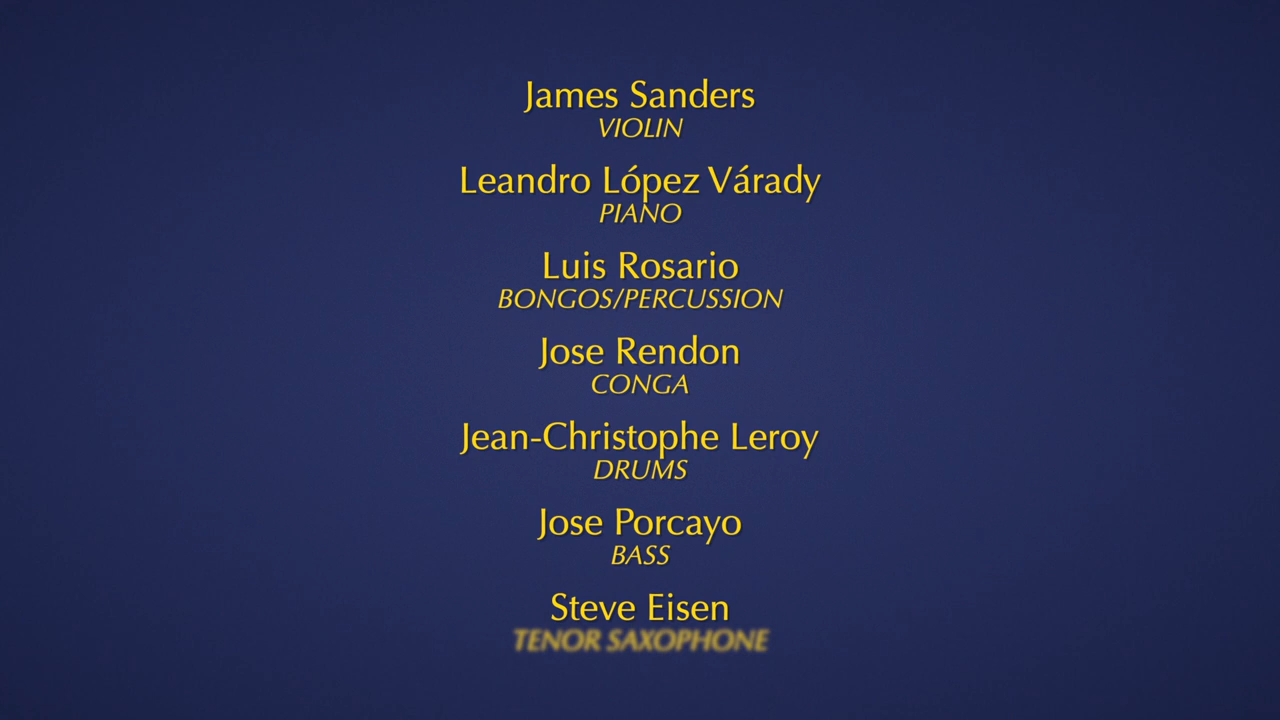 James Sanders
VIOLIN
Leandro López Várady
PIANO
Luis Rosario
BONGOS/PERCUSSION
Jose Rendon
CONGA
Jean-Christophe Leroy
DRUMS
Jose Porcayo
BASS
Steve Eisen
TENOR SAXOPHONE